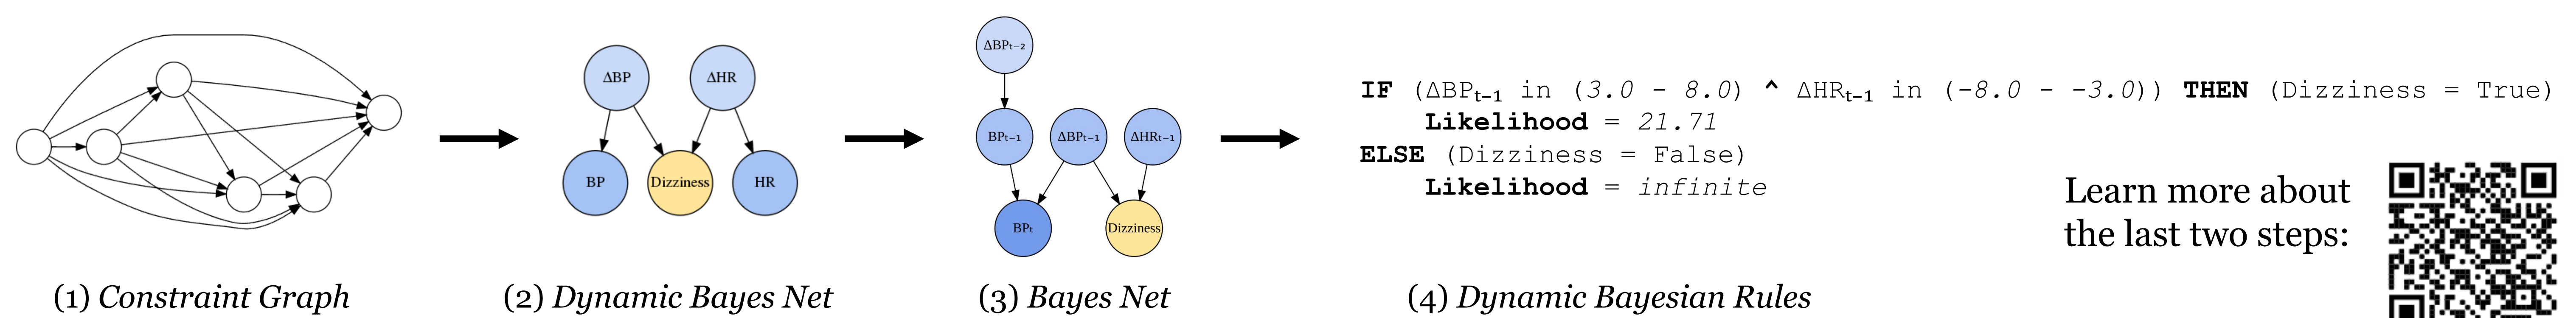 ΔBP
ΔHR
BP
Dizziness
HR
ΔBPₜ₋₂
BPₜ₋₁
ΔBPₜ₋₁
ΔHRₜ₋₁
BPₜ
Dizziness
IF (ΔBPₜ₋₁ in (3.0 - 8.0) ^ ΔHRₜ₋₁ in (-8.0 - -3.0)) THEN (Dizziness = True)
Likelihood = 21.71
ELSE (Dizziness = False)
Likelihood = infinite
Learn more about
the last two steps:
(1) Constraint Graph
(2) Dynamic Bayes Net
(3) Bayes Net
(4) Dynamic Bayesian Rules